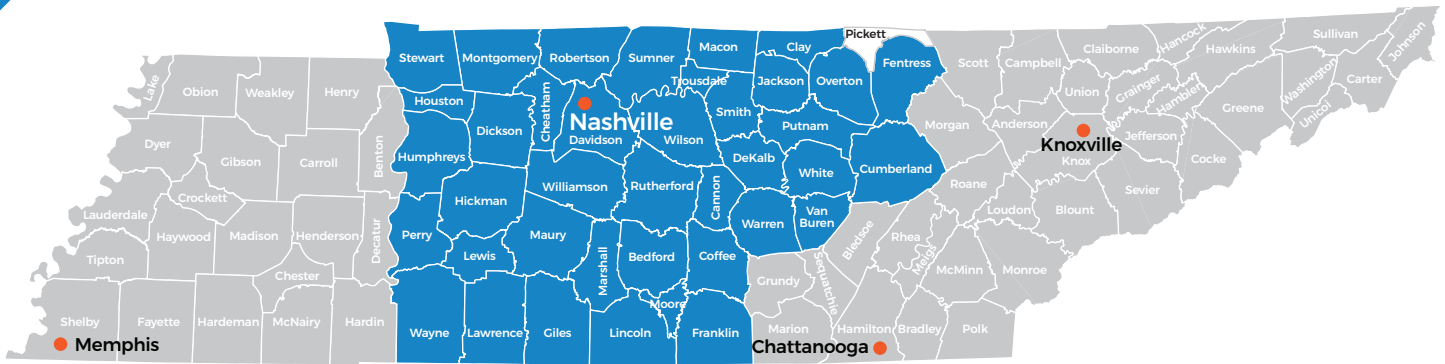 Pickett
Stewart
Montgomery
Robertson
Sumner
Macon
Clay
Fentress
Scott
Campbell
Claiborne
Hancock
Hawkins
Sullivan
Johnson
Lake
Obion
Weakley
Henry
Houston
Cheatham
Trousdale
Jackson
Overton
Union
Grainger
Hamblen
Washington
Carter
Unicoi
Greene
Dickson
Nashville
Davidson
Wilson
Smith
Putnam
Morgan
Anderson
Knoxville
Knox
Jefferson
Cocke
Dyer
Gibson
Carroll
Benton
Humphreys
Williamson
Rutherford
Cannon
DeKalb
White
Cumberland
Roane
Loudon
Blount
Sevier
Crockett
Lauderdale
Haywood
Madison
Henderson
Decatur
Perry
Hickman
Lewis
Maury
Marshall
Bedford
Coffee
Warren
Van
Buren
Bledsoe
Rhea
Meigs
McMinn
Monroe
Tipton
Chester
Grundy
Sequatchie
Shelby
Memphis
Fayette
Hardeman
McNairy
Hardin
Wayne
Lawrence
Giles
Lincoln
Moore
Franklin
Marion
Hamilton
Chattanooga
Bradley
Polk